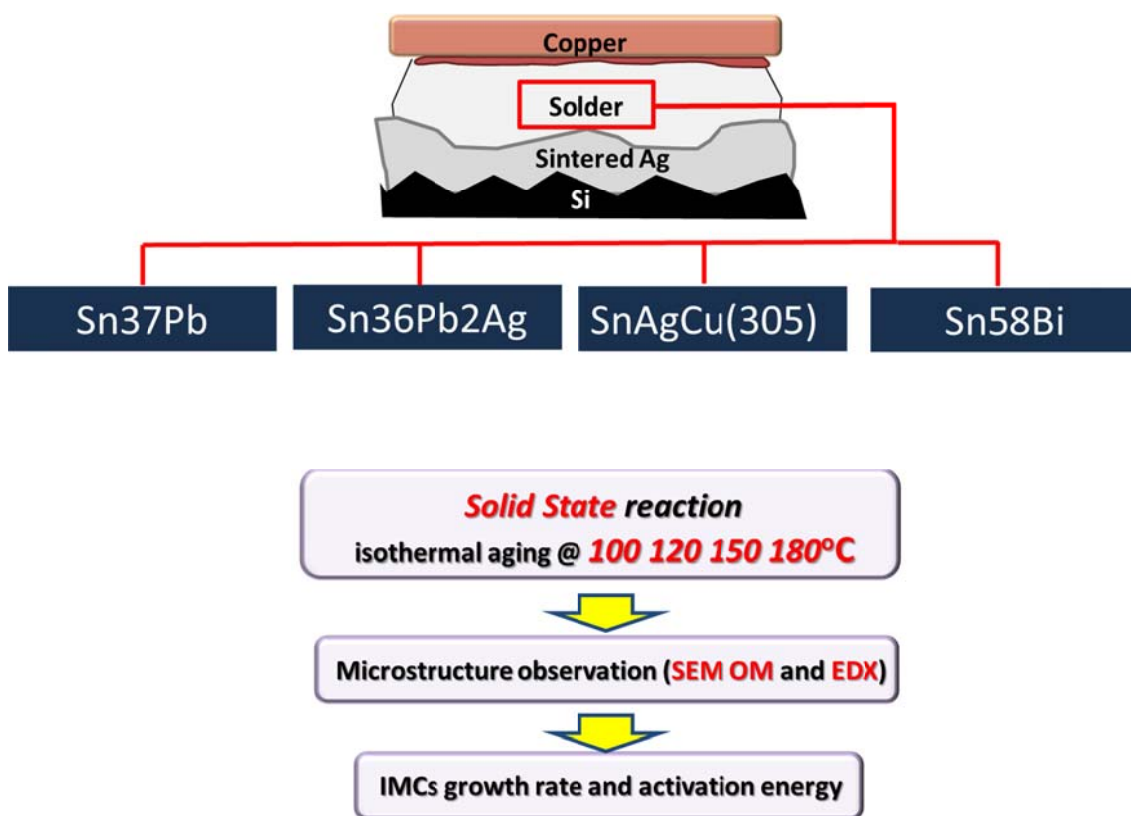 Copper
Solder
Sintered Ag
Si
Sn37Pb
Sn36Pb2Ag
SnAgCu(305)
Sn58Bi
Solid State reaction
isothermal aging @ 100 120 150 180°C
Microstructure observation (SEM OM and EDX)
IMCs growth rate and activation energy